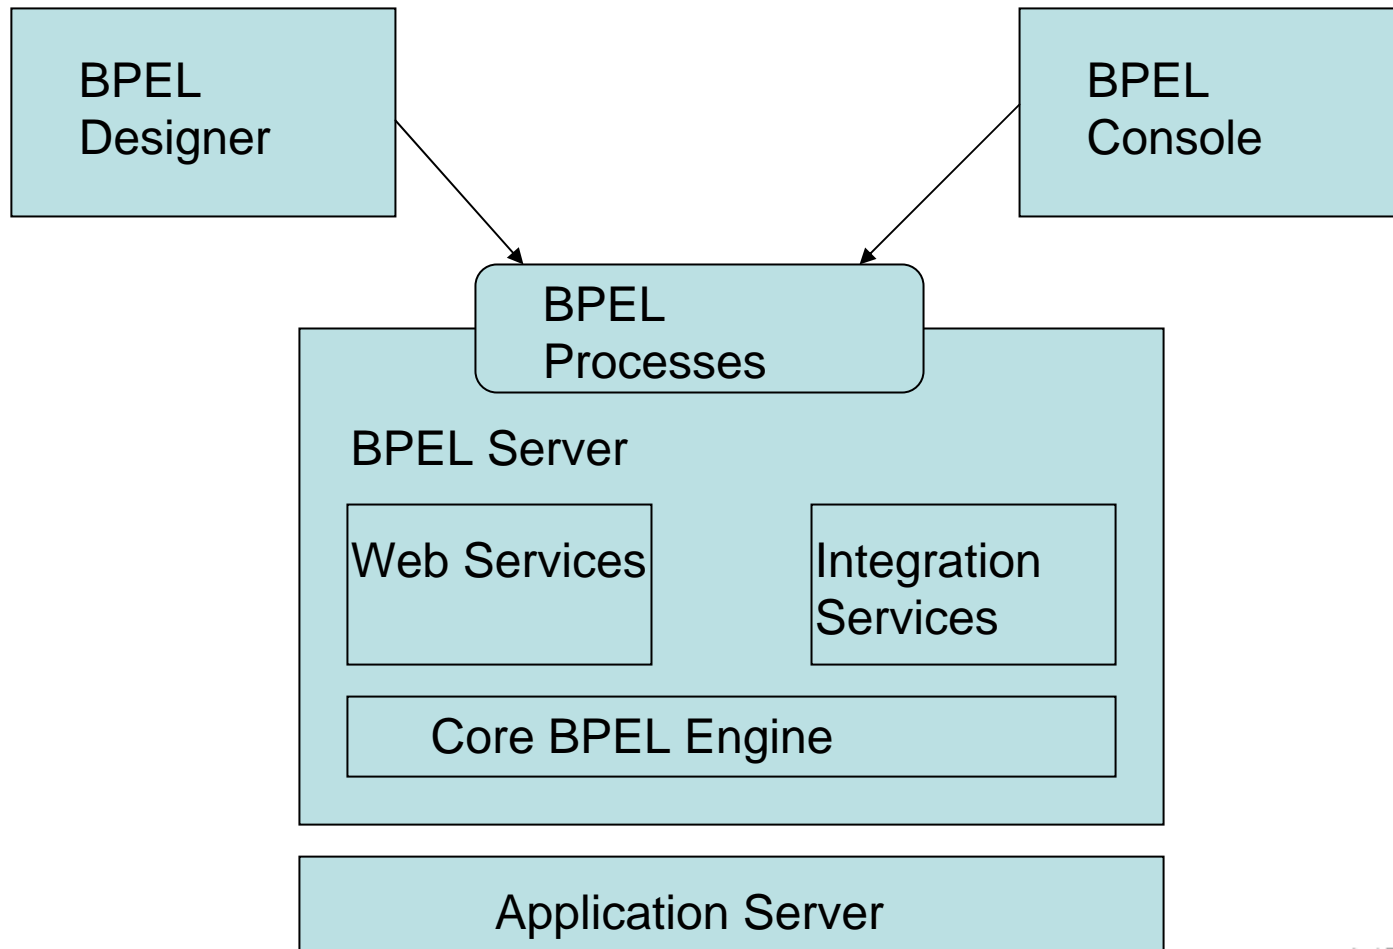 BPEL
Designer
BPEL
Console
BPEL
Processes
BPEL Server
Web Services
Integration
Services
Core BPEL Engine
Application Server